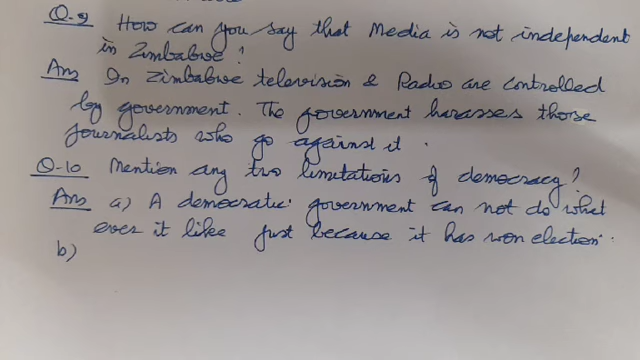 Q-9 How can you say that Media is not independent
in Zimbabwe?
Ans In Zimbabwe television & Radio are controlled
by government. The government harasses those
journalists who go against it.
Q-10 Mention any two limitations of democracy?
Ans a) A democratic government can not do what
ever it like just because it has won election.
b)